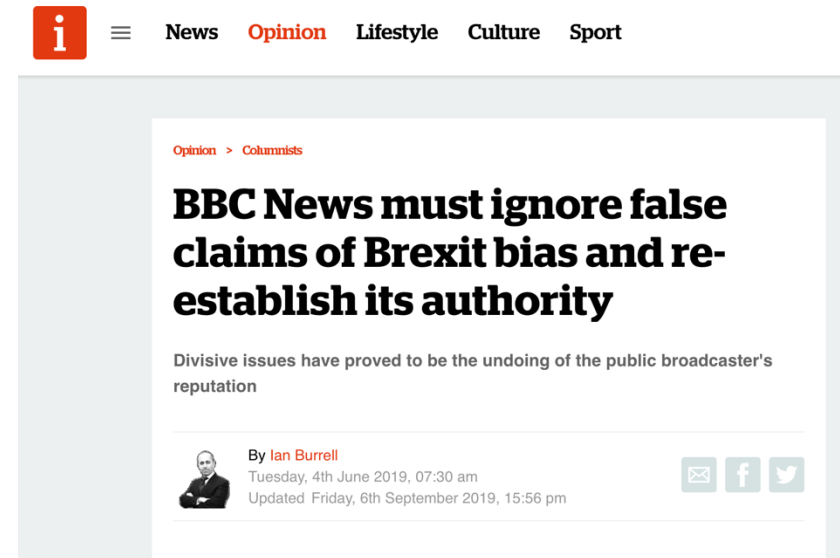 i
News Opinion Lifestyle Culture Sport
Opinion > Columnists
BBC News must ignore false
claims of Brexit bias and re-
establish its authority
Divisive issues have proved to be the undoing of the public broadcaster's
reputation
By Ian Burrell
Tuesday, 4th June 2019, 07:30 am
Updated Friday, 6th September 2019, 15:56 pm